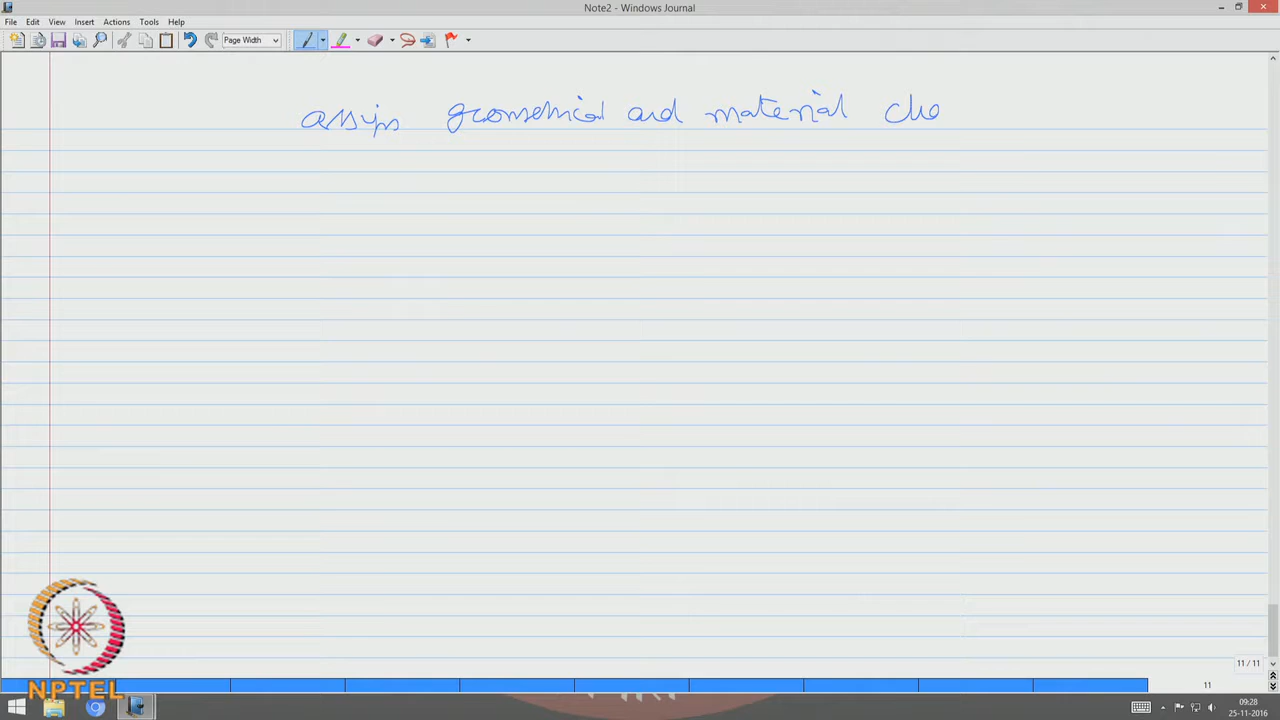 Note2 - Windows Journal
File Edit View Insert Actions Tools Help
Page Width
assign geometrical and material cha
11 / 11
11
NPTEL
09:28
25-11-2016